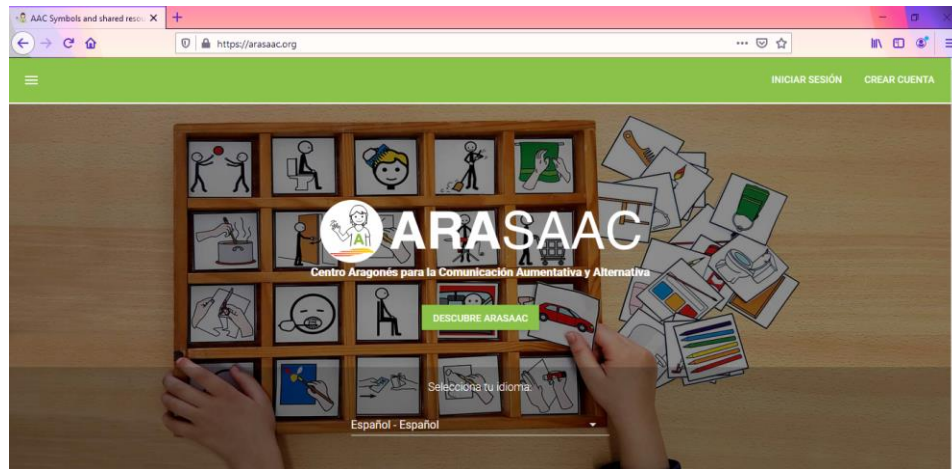 AAC Symbols and shared resou
https://arasaac.org
INICIAR SESIÓN CREAR CUENTA
ARASAAC
Centro Aragonés para la Comunicación Aumentativa y Alternativa
DESCUBRE ARASAAC
Selecciona tu idioma:
Español - Español